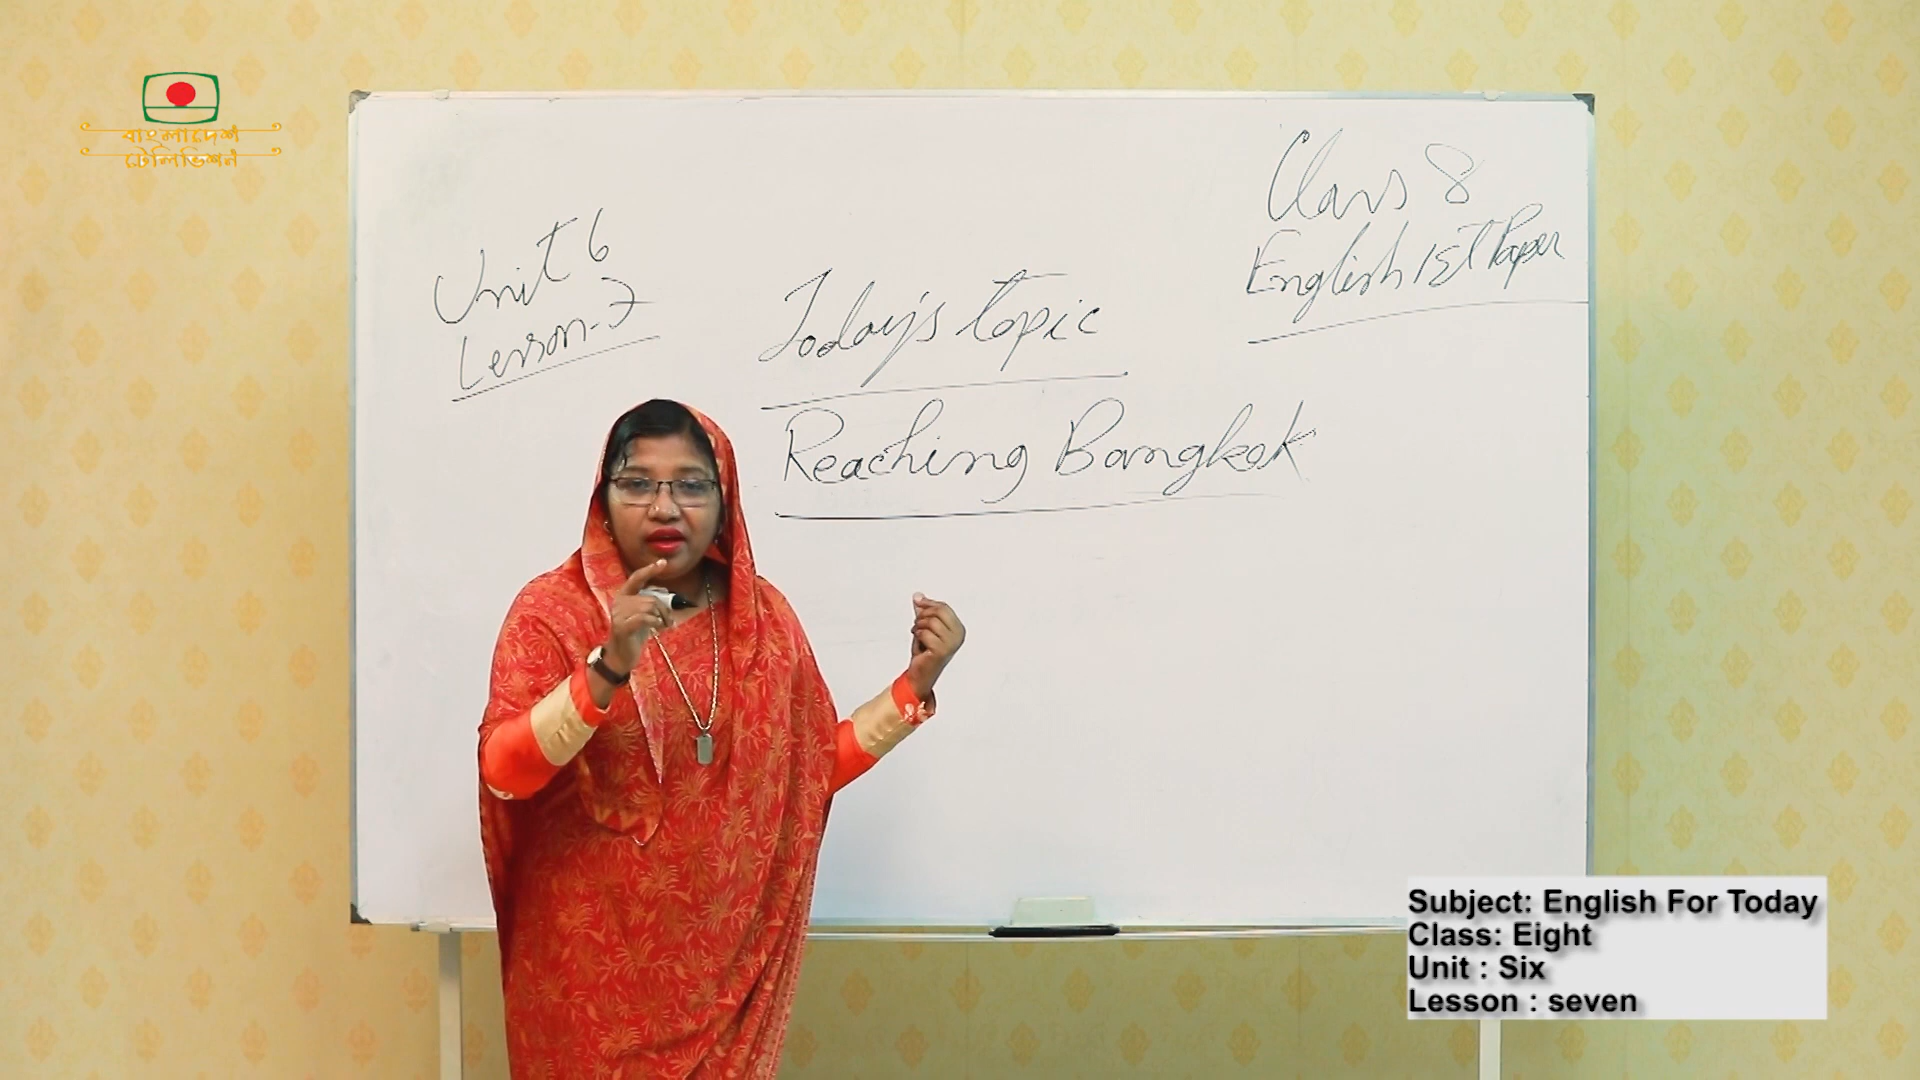 বাংলাদেশ
টেলিভিশন
Class 8
English 1st Paper
Unit 6
Lesson-7
Today's topic
Reaching Bangkok
Subject: English For Today
Class: Eight
Unit : Six
Lesson : seven